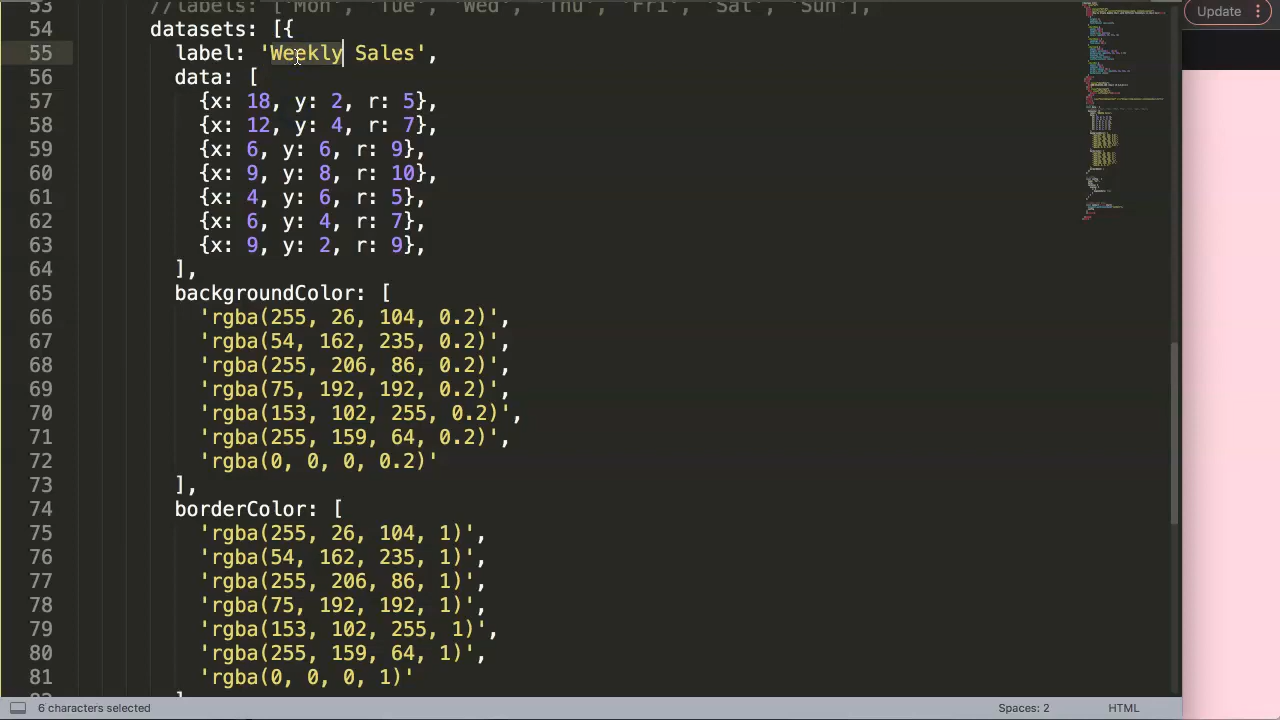 53 //labels: ['Mon', 'Tue', 'Wed', 'Thu', 'Fri', 'Sat', 'Sun'],
Update
54 datasets: [{
55 label: 'Weekly Sales',
56 data: [
57 {x: 18, y: 2, r: 5},
58 {x: 12, y: 4, r: 7},
59 {x: 6, y: 6, r: 9},
60 {x: 9, y: 8, r: 10},
61 {x: 4, y: 6, r: 5},
62 {x: 6, y: 4, r: 7},
63 {x: 9, y: 2, r: 9},
64 ],
65 backgroundColor: [
66 'rgba(255, 26, 104, 0.2)',
67 'rgba(54, 162, 235, 0.2)',
68 'rgba(255, 206, 86, 0.2)',
69 'rgba(75, 192, 192, 0.2)',
70 'rgba(153, 102, 255, 0.2)',
71 'rgba(255, 159, 64, 0.2)',
72 'rgba(0, 0, 0, 0.2)'
73 ],
74 borderColor: [
75 'rgba(255, 26, 104, 1)',
76 'rgba(54, 162, 235, 1)',
77 'rgba(255, 206, 86, 1)',
78 'rgba(75, 192, 192, 1)',
79 'rgba(153, 102, 255, 1)',
80 'rgba(255, 159, 64, 1)',
81 'rgba(0, 0, 0, 1)'
6 characters selected
Spaces: 2
HTML